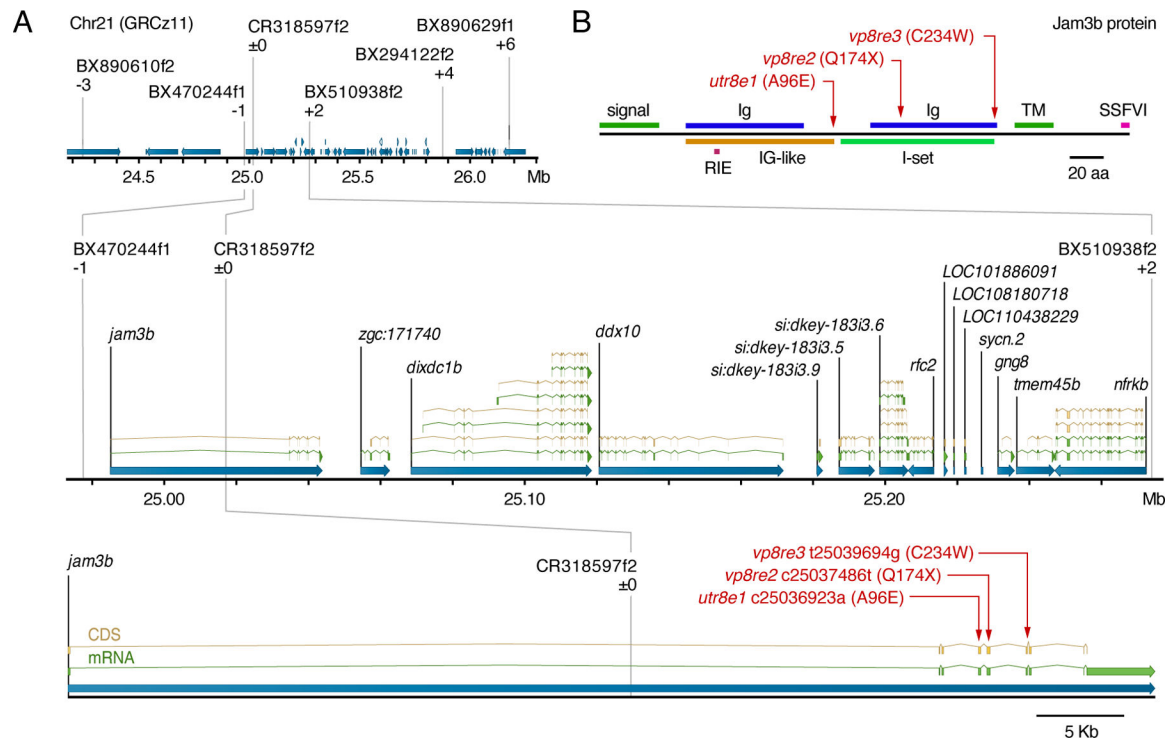 A
Chr21 (GRCz11)
CR318597f2
±0
BX890629f1
+6
BX294122f2
+4
BX890610f2
-3
BX470244f1
-1
BX510938f2
+2
24.5
25.0
25.5
26.0
Mb
B
Jam3b protein
vp8re3 (C234W)
vp8re2 (Q174X)
utr8e1 (A96E)
signal
Ig
Ig
TM
SSFVI
RIE
IG-like
I-set
20 aa
BX470244f1
-1
CR318597f2
±0
BX510938f2
+2
LOC101886091
LOC108180718
LOC110438229
jam3b
zgc:171740
dixdc1b
ddx10
si:dkey-183i3.6
si:dkey-183i3.5
si:dkey-183i3.9
rfc2
sycn.2
gng8
tmem45b
nfrkb
25.00
25.10
25.20
Mb
jam3b
CR318597f2
±0
vp8re3 t25039694g (C234W)
vp8re2 c25037486t (Q174X)
utr8e1 c25036923a (A96E)
CDS
mRNA
5 Kb